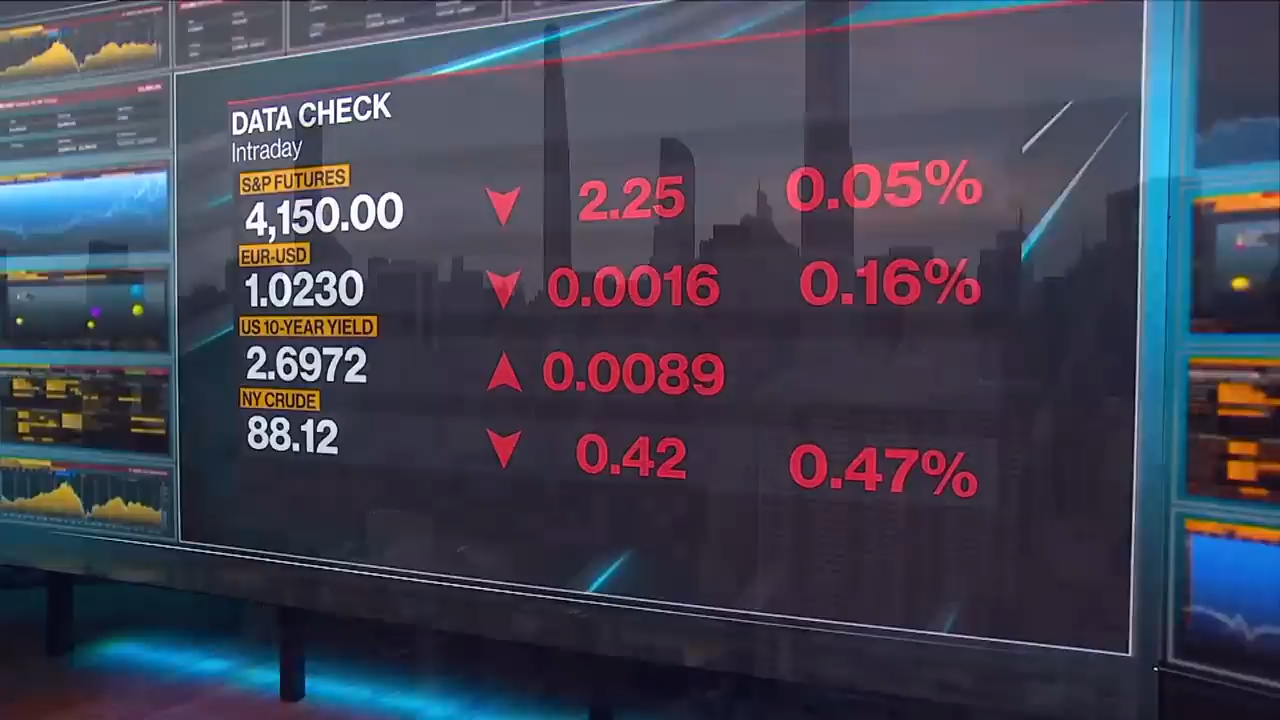 DATA CHECK
Intraday
S&P FUTURES
4,150.00 ▼ 2.25 0.05%
EUR-USD
1.0230 ▼ 0.0016 0.16%
US 10-YEAR YIELD
2.6972 ▲ 0.0089
NY CRUDE
88.12 ▼ 0.42 0.47%